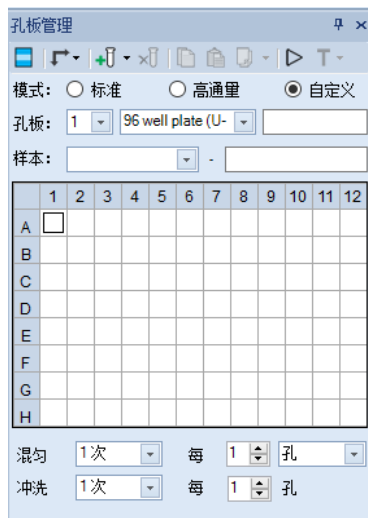 孔板管理
T
模式： 标准 高通量 自定义
孔板： 1 96 well plate (U-
样本： -
1 2 3 4 5 6 7 8 9 10 11 12
A
B
C
D
E
F
G
H
混匀 1次 每 1 孔
冲洗 1次 每 1 孔